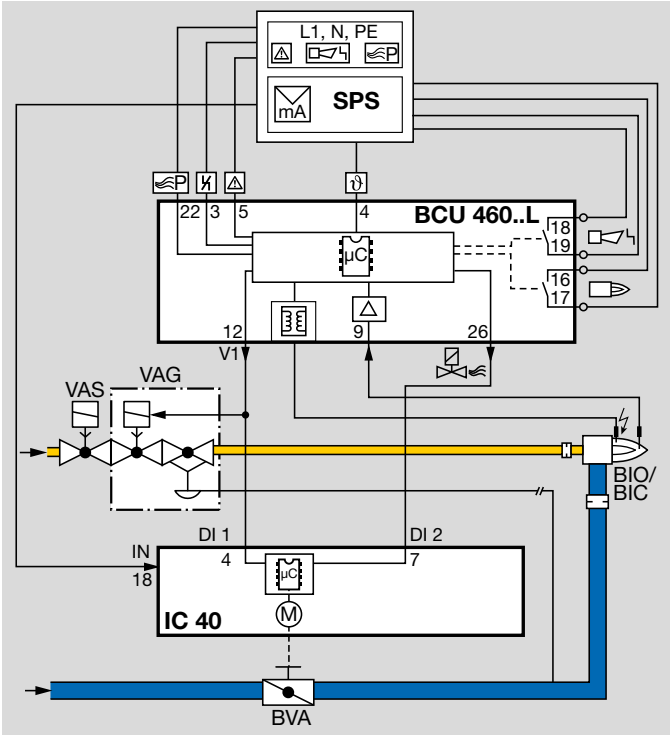 L1, N, PE
P
mA
SPS
P
ϑ
22
3
5
4
BCU 460..L
18
19
µC
16
17
12
9
26
V1
VAS
VAG
BIO/
BIC
DI 1
DI 2
IN
4
7
18
µC
IC 40
M
BVA